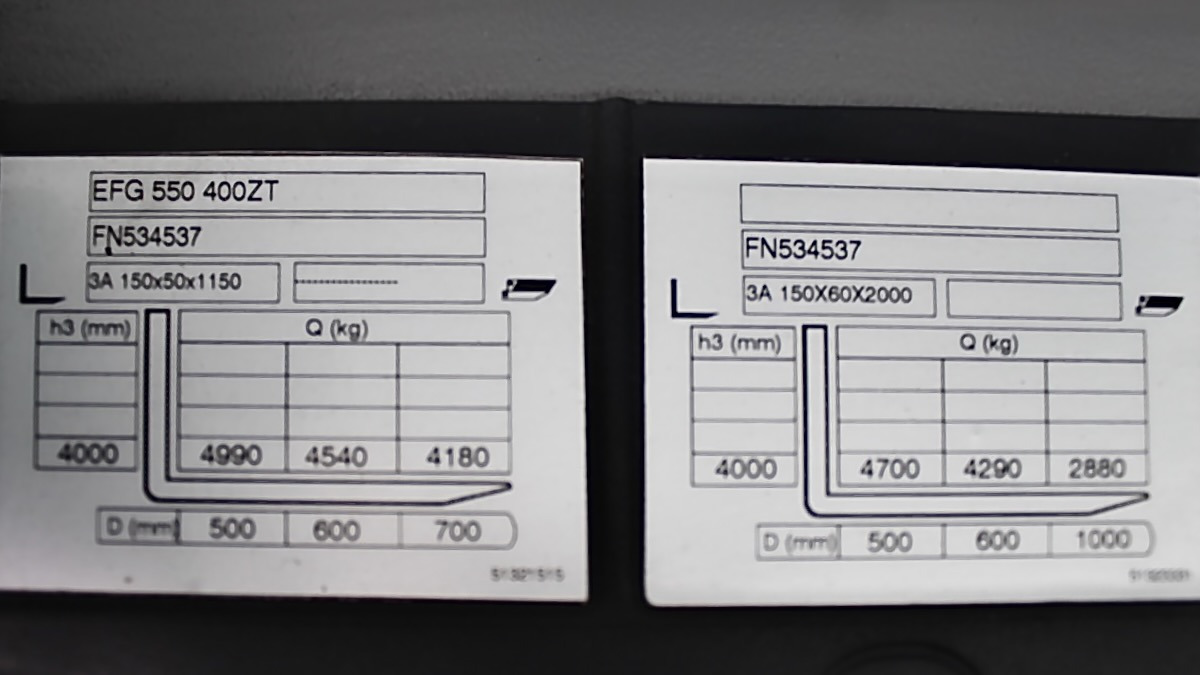 EFG 550 400ZT
FN534537
3A 150x50x1150
h3 (mm) Q (kg)
4000 4990 4540 4180
D (mm) 500 600 700
FN534537
3A 150X60X2000
h3 (mm) Q (kg)
4000 4700 4290 2880
D (mm) 500 600 1000